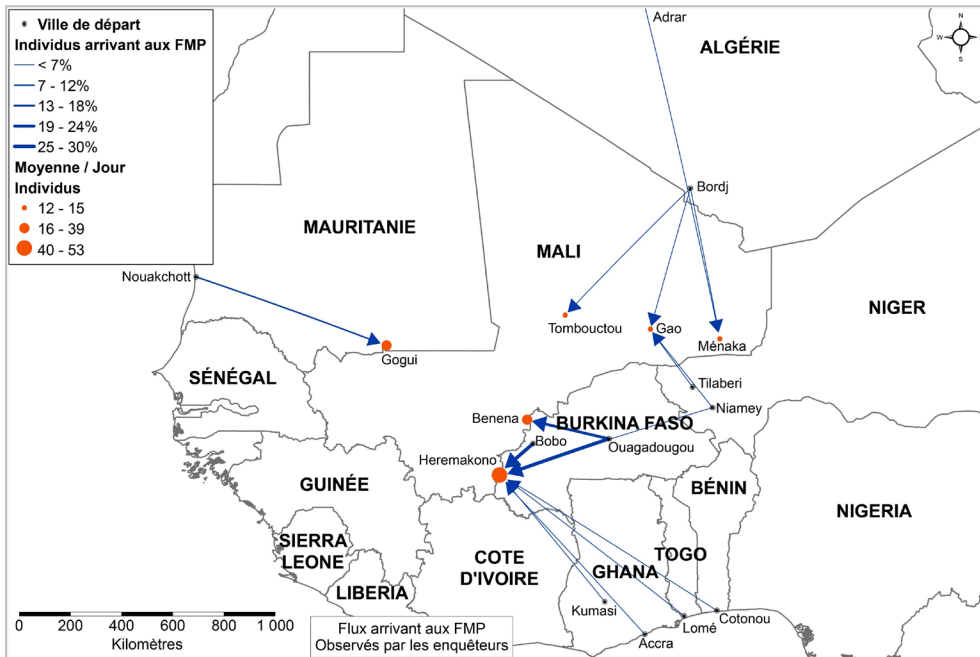 Ville de départ
Individus arrivant aux FMP
< 7%
7 - 12%
13 - 18%
19 - 24%
25 - 30%
Moyenne / Jour
Individus
12 - 15
16 - 39
40 - 53
Adrar
ALGÉRIE
N
W
E
S
Bordj
MAURITANIE
MALI
Nouakchott
NIGER
Tombouctou
Gao
Ménaka
Gogui
SÉNÉGAL
Tilaberi
Niamey
Benena
BURKINA FASO
Bobo
Ouagadougou
Heremakono
GUINÉE
BÉNIN
NIGERIA
SIERRA
LEONE
COTE
D'IVOIRE
TOGO
GHANA
LIBERIA
Kumasi
Lomé
Cotonou
Accra
0 200 400 600 800 1 000
Kilomètres
Flux arrivant aux FMP
Observés par les enquêteurs